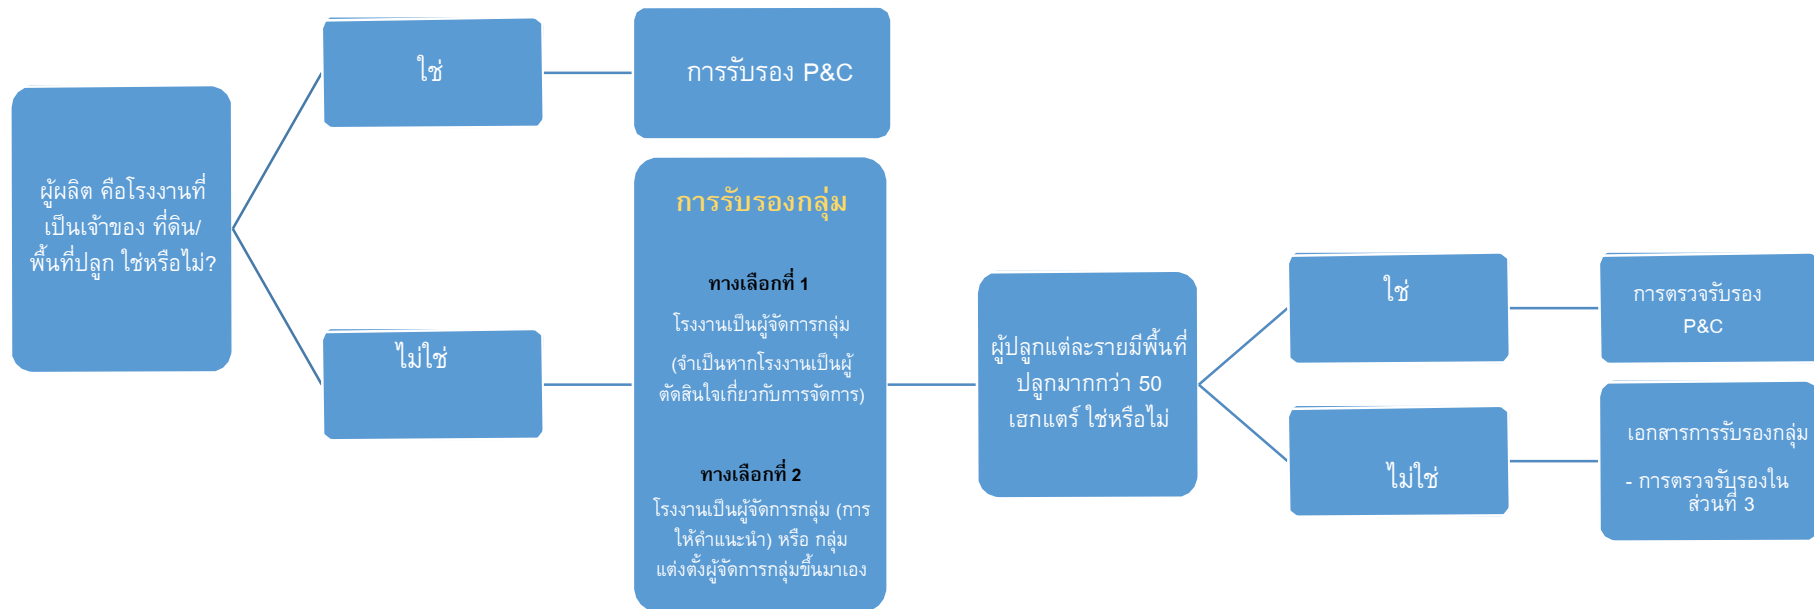 ผู้ผลิต คือโรงงานที่
เป็นเจ้าของ ที่ดิน/
พื้นที่ปลูก ใช่หรือไม่?
ใช่
การรับรอง P&C
ไม่ใช่
การรับรองกลุ่ม
ทางเลือกที่ 1
โรงงานเป็นผู้จัดการกลุ่ม
(จำเป็นหากโรงงานเป็นผู้
ตัดสินใจเกี่ยวกับการจัดการ)
ทางเลือกที่ 2
โรงงานเป็นผู้จัดการกลุ่ม (การ
ให้คำแนะนำ) หรือ กลุ่ม
แต่งตั้งผู้จัดการกลุ่มขึ้นมาเอง
ผู้ปลูกแต่ละรายมีพื้นที่
ปลูกมากกว่า 50
เฮกแตร์ ใช่หรือไม่
ใช่
การตรวจรับรอง
P&C
ไม่ใช่
เอกสารการรับรองกลุ่ม
- การตรวจรับรองใน
ส่วนที่ 3